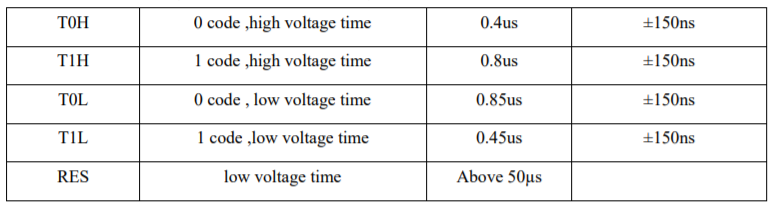 T0H 0 code ,high voltage time 0.4us ±150ns
T1H 1 code ,high voltage time 0.8us ±150ns
T0L 0 code , low voltage time 0.85us ±150ns
T1L 1 code ,low voltage time 0.45us ±150ns
RES low voltage time Above 50µs